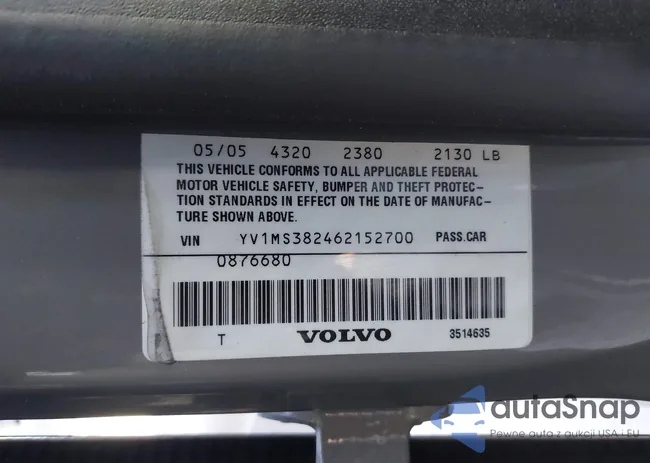 05/05 4320 2380 2130 LB
THIS VEHICLE CONFORMS TO ALL APPLICABLE FEDERAL
MOTOR VEHICLE SAFETY, BUMPER AND THEFT PROTEC-
TION STANDARDS IN EFFECT ON THE DATE OF MANUFAC-
TURE SHOWN ABOVE.
VIN YV1MS382462152700 PASS.CAR
0876680
T VOLVO 3514635
autaSnap
Pewne auta z aukcji USA i EU